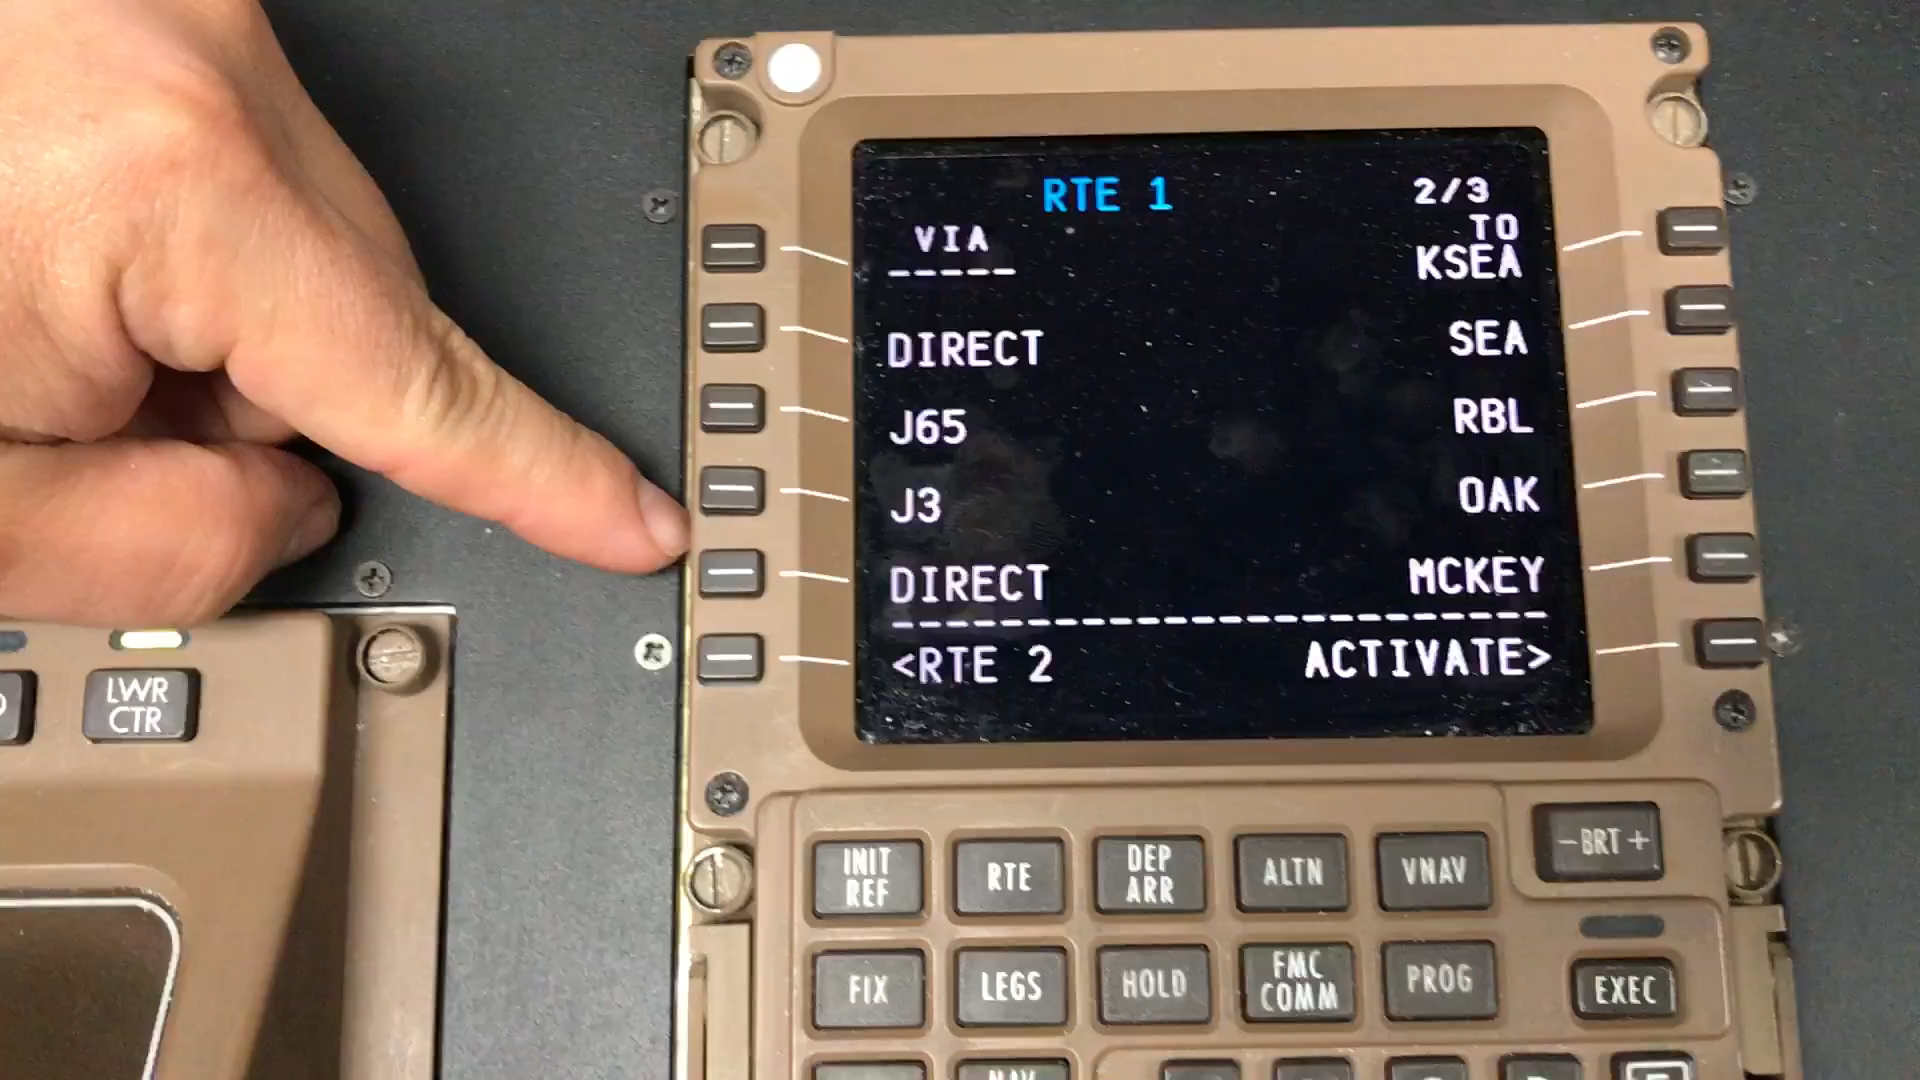 RTE 1 2/3
VIA TO
----- KSEA
DIRECT SEA
J65 RBL
J3 OAK
DIRECT MCKEY
<RTE 2 ACTIVATE>
LWR
CTR
INIT
REF
RTE
DEP
ARR
ALTN
VNAV
-BRT+
FIX
LEGS
HOLD
FMC
COMM
PROG
EXEC